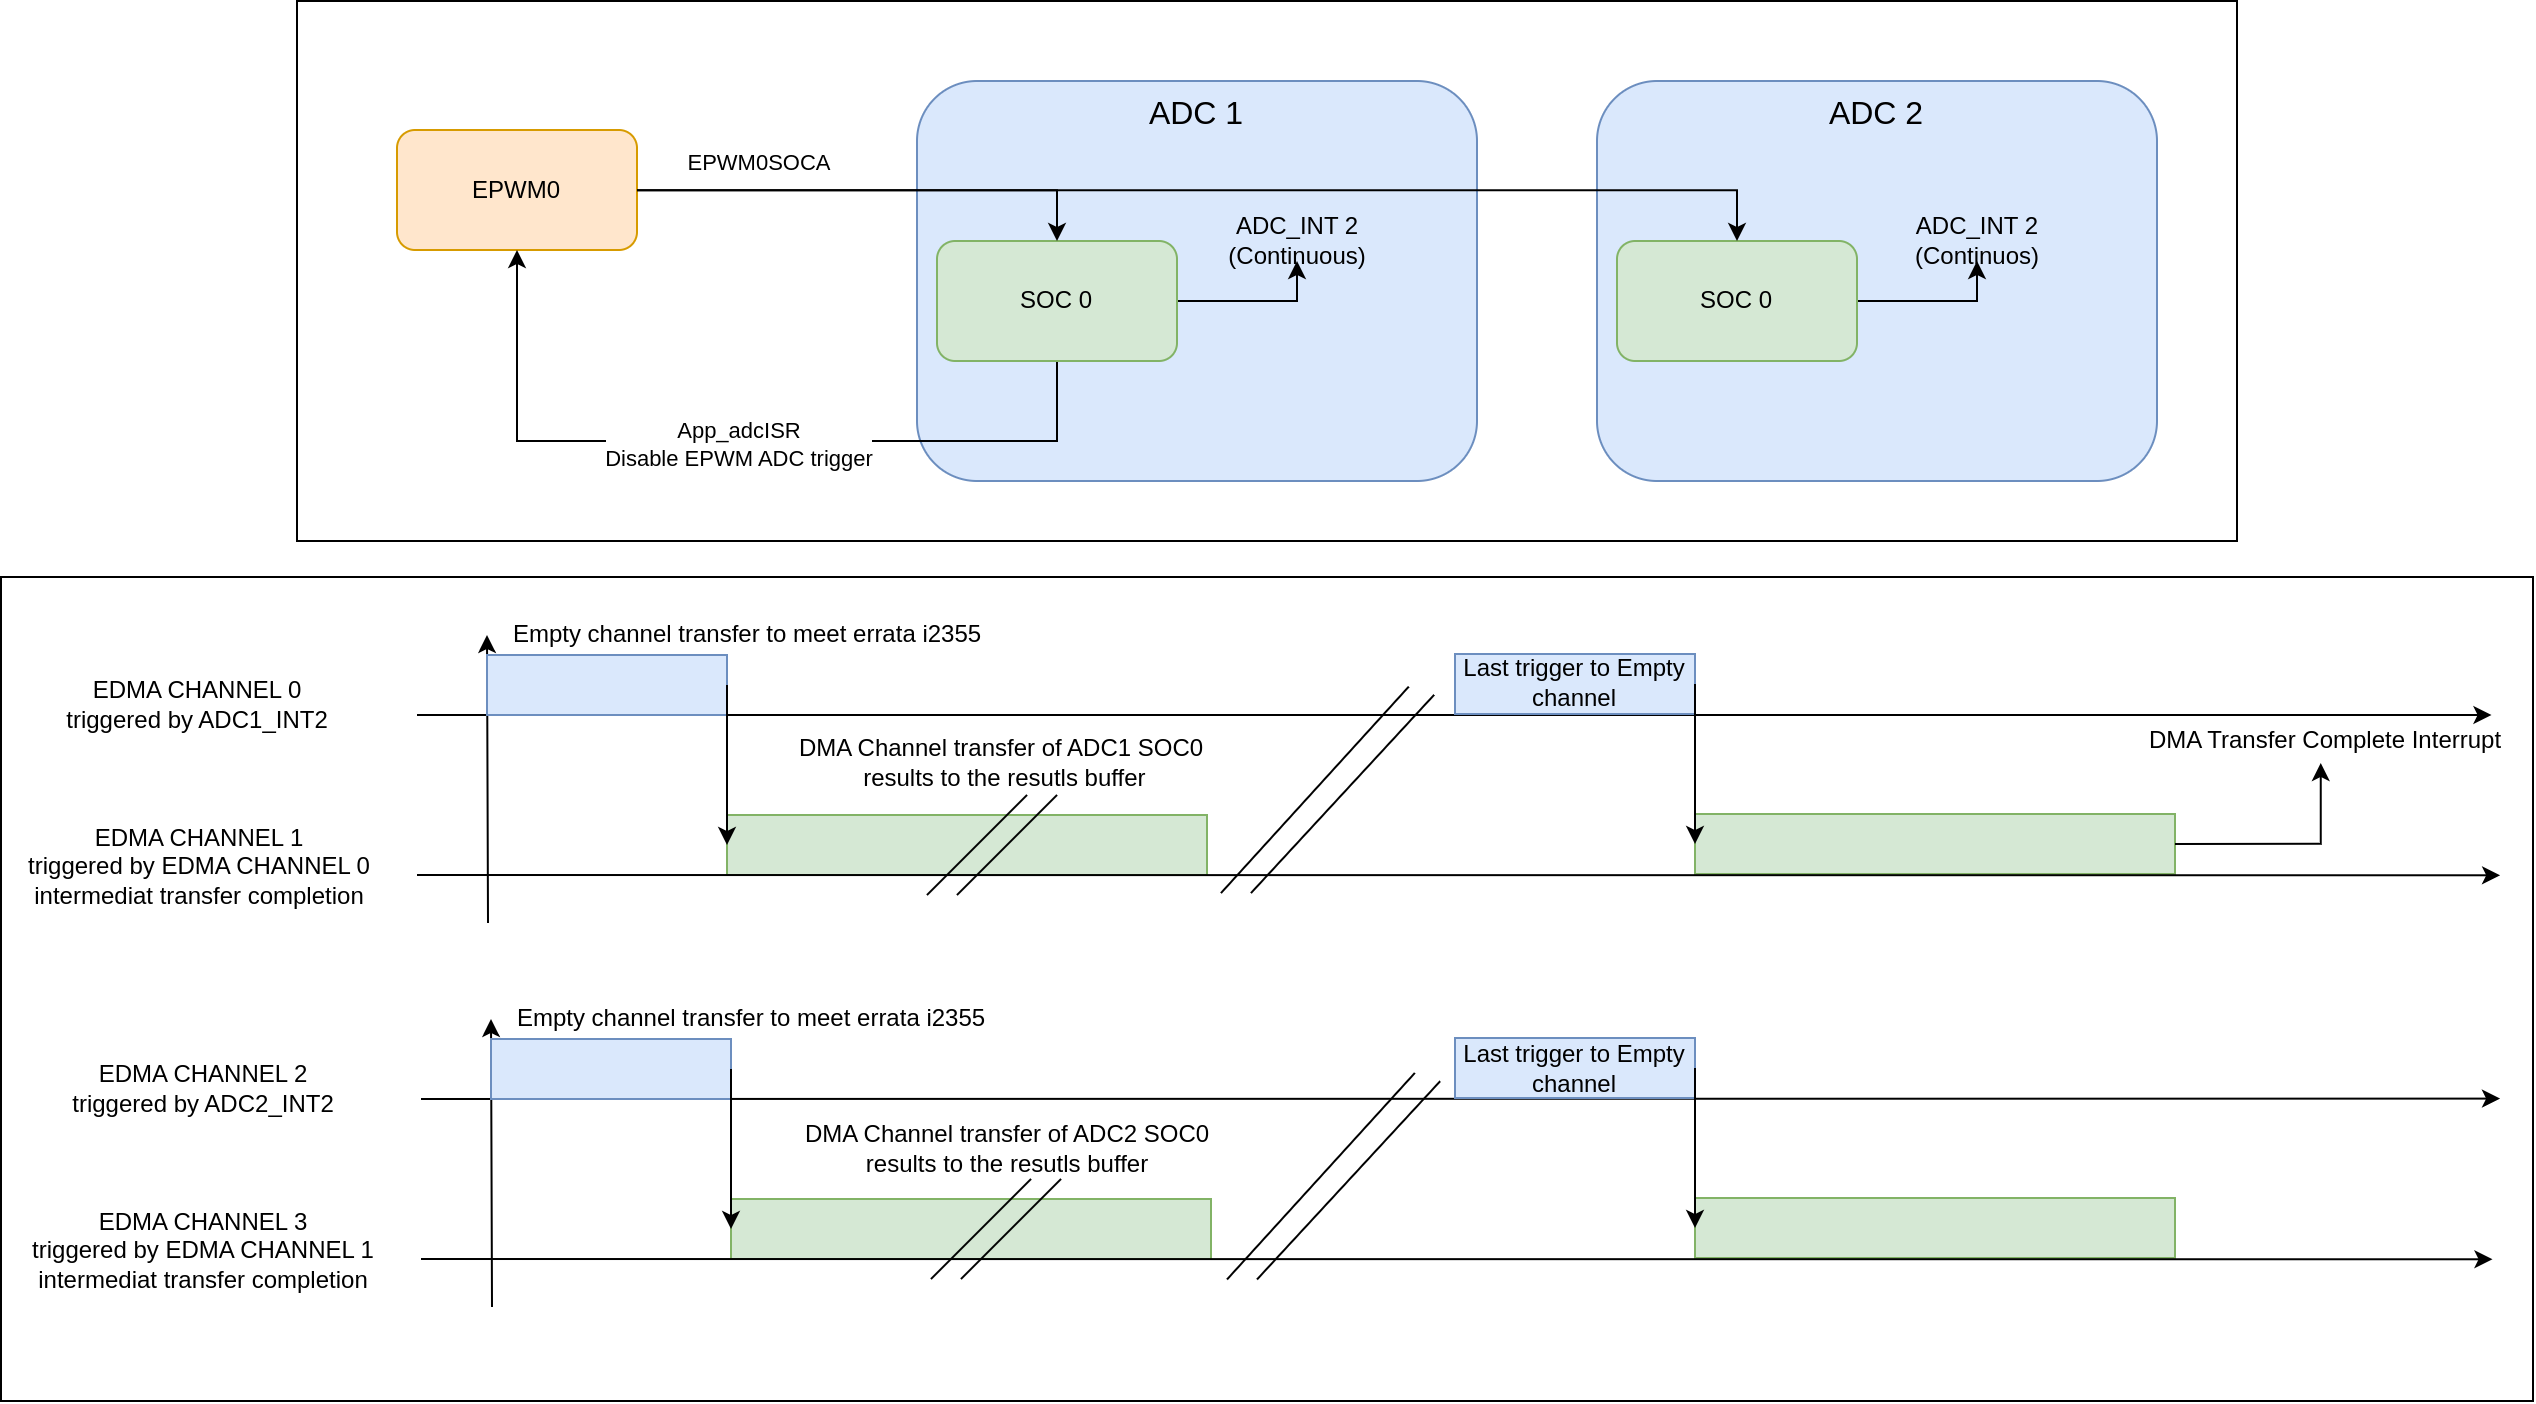 ADC 1
ADC 2
EPWM0SOCA
EPWM0
ADC_INT 2
(Continuous)
ADC_INT 2
(Continuos)
SOC 0
SOC 0
App_adcISR
Disable EPWM ADC trigger
Empty channel transfer to meet errata i2355
EDMA CHANNEL 0
triggered by ADC1_INT2
Last trigger to Empty
channel
DMA Transfer Complete Interrupt
DMA Channel transfer of ADC1 SOC0
results to the resutls buffer
EDMA CHANNEL 1
triggered by EDMA CHANNEL 0
intermediat transfer completion
Empty channel transfer to meet errata i2355
EDMA CHANNEL 2
triggered by ADC2_INT2
Last trigger to Empty
channel
DMA Channel transfer of ADC2 SOC0
results to the resutls buffer
EDMA CHANNEL 3
triggered by EDMA CHANNEL 1
intermediat transfer completion